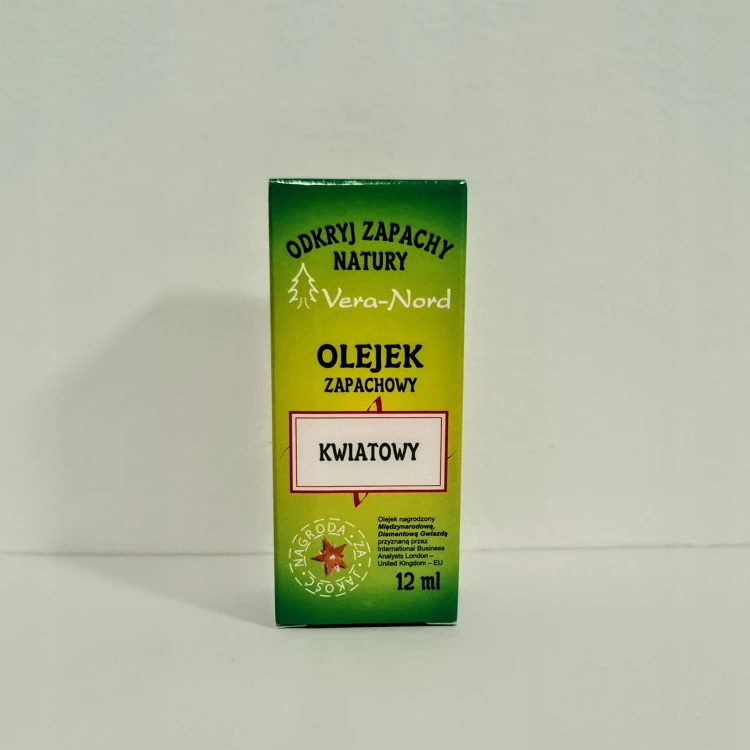 ODKRYJ ZAPACHY
NATURY
Vera-Nord
OLEJEK
ZAPACHOWY
KWIATOWY
NAGRODA · ZA · JAKOŚĆ ·
Olejek nagrodzony
Międzynarodową,
Diamentową Gwiazdą
przyznaną przez
International Business
Analysts London –
United Kingdom – EU
12 ml